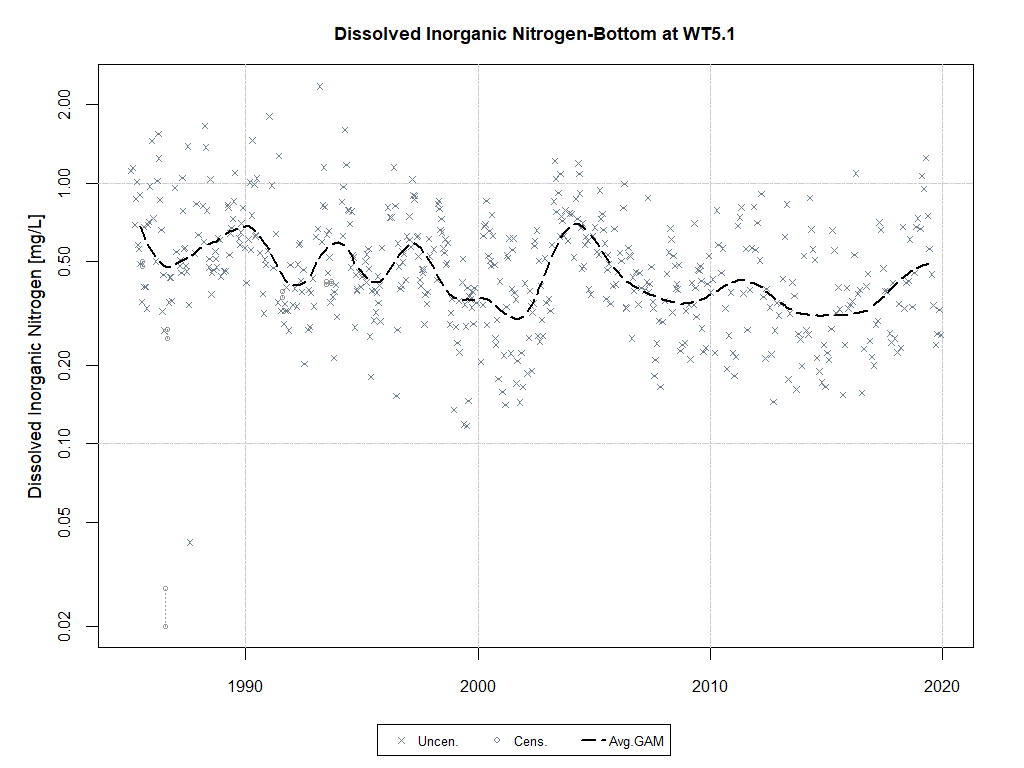 Dissolved Inorganic Nitrogen-Bottom at WT5.1
Dissolved Inorganic Nitrogen [mg/L]
2.00
1.00
0.50
0.20
0.10
0.05
0.02
1990 2000 2010 2020
Uncen. Cens. Avg.GAM